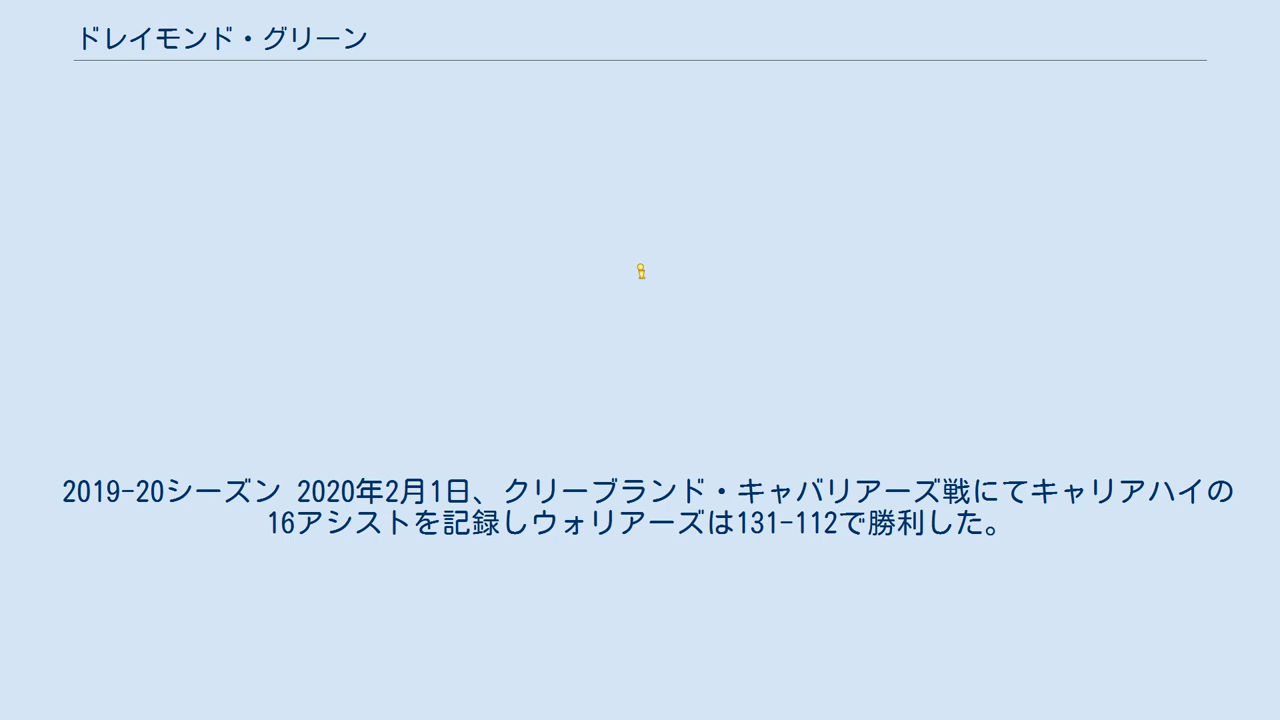 ドレイモンド・グリーン
2019-20シーズン 2020年2月1日、クリーブランド・キャバリアーズ戦にてキャリアハイの
16アシストを記録しウォリアーズは131-112で勝利した。